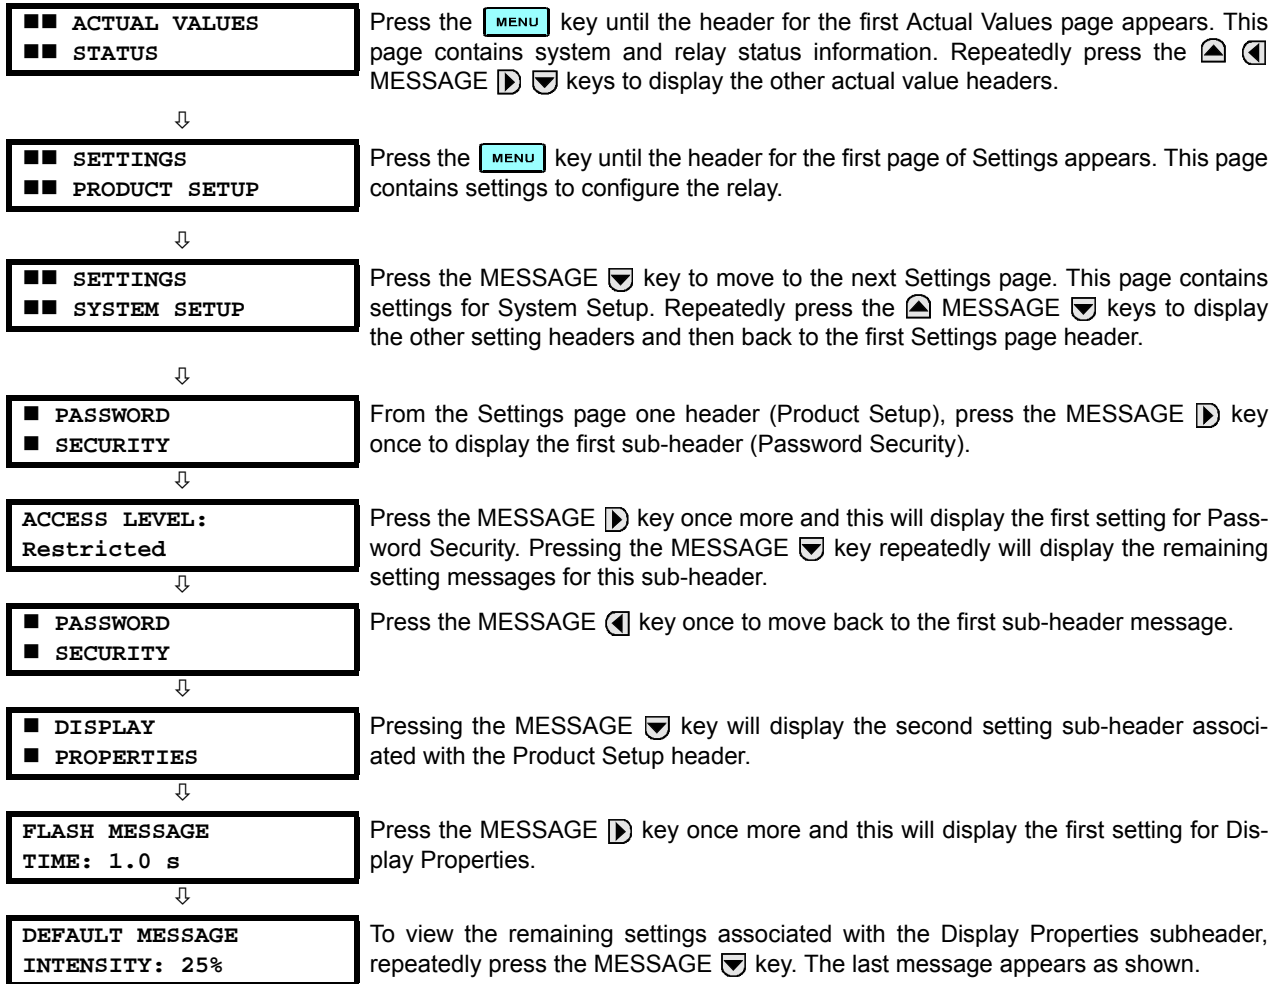 ■■ ACTUAL VALUES
■■ STATUS
Press the MENU key until the header for the first Actual Values page appears. This
page contains system and relay status information. Repeatedly press the
MESSAGE keys to display the other actual value headers.
⇩
■■ SETTINGS
■■ PRODUCT SETUP
Press the MENU key until the header for the first page of Settings appears. This page
contains settings to configure the relay.
⇩
■■ SETTINGS
■■ SYSTEM SETUP
Press the MESSAGE key to move to the next Settings page. This page contains
settings for System Setup. Repeatedly press the MESSAGE keys to display
the other setting headers and then back to the first Settings page header.
⇩
■ PASSWORD
■ SECURITY
From the Settings page one header (Product Setup), press the MESSAGE key
once to display the first sub-header (Password Security).
⇩
ACCESS LEVEL:
Restricted
Press the MESSAGE key once more and this will display the first setting for Pass-
word Security. Pressing the MESSAGE key repeatedly will display the remaining
setting messages for this sub-header.
⇩
■ PASSWORD
■ SECURITY
Press the MESSAGE key once to move back to the first sub-header message.
⇩
■ DISPLAY
■ PROPERTIES
Pressing the MESSAGE key will display the second setting sub-header associ-
ated with the Product Setup header.
⇩
FLASH MESSAGE
TIME: 1.0 s
Press the MESSAGE key once more and this will display the first setting for Dis-
play Properties.
⇩
DEFAULT MESSAGE
INTENSITY: 25%
To view the remaining settings associated with the Display Properties subheader,
repeatedly press the MESSAGE key. The last message appears as shown.